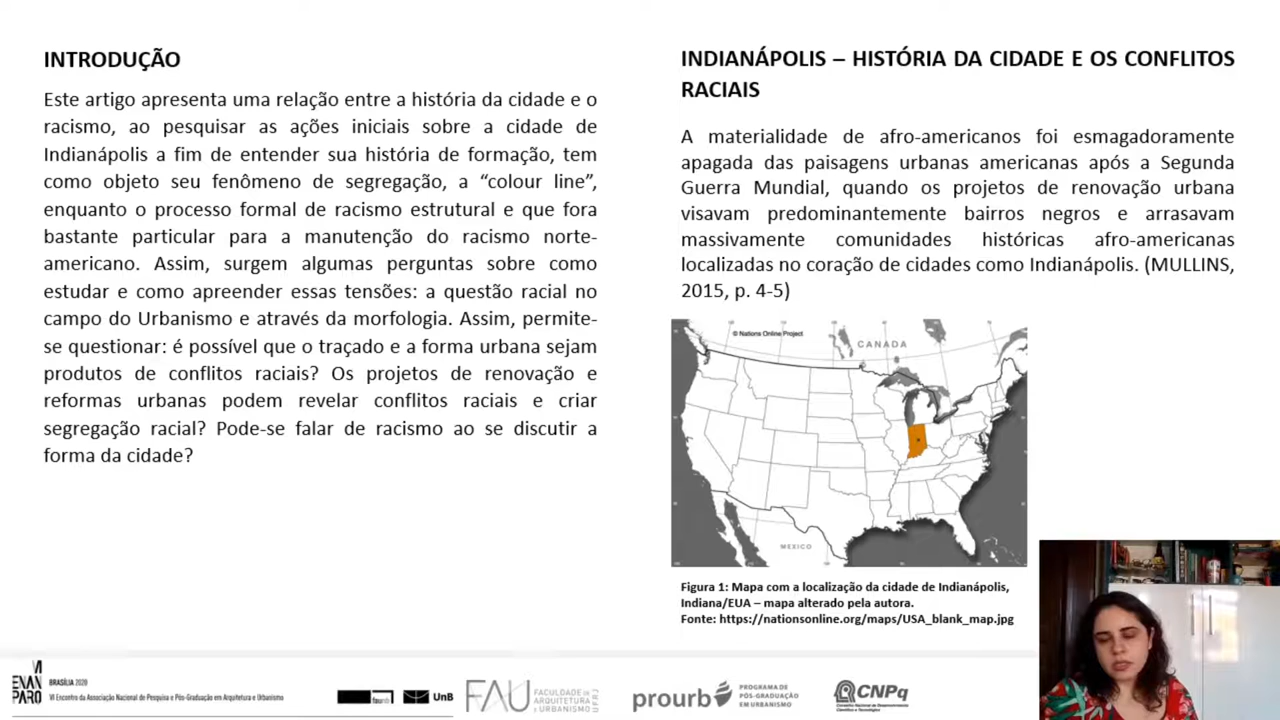 INTRODUÇÃO
Este artigo apresenta uma relação entre a história da cidade e o
racismo, ao pesquisar as ações iniciais sobre a cidade de
Indianápolis a fim de entender sua história de formação, tem
como objeto seu fenômeno de segregação, a “colour line”,
enquanto o processo formal de racismo estrutural e que fora
bastante particular para a manutenção do racismo norte-
americano. Assim, surgem algumas perguntas sobre como
estudar e como apreender essas tensões: a questão racial no
campo do Urbanismo e através da morfologia. Assim, permite-
se questionar: é possível que o traçado e a forma urbana sejam
produtos de conflitos raciais? Os projetos de renovação e
reformas urbanas podem revelar conflitos raciais e criar
segregação racial? Pode-se falar de racismo ao se discutir a
forma da cidade?
INDIANÁPOLIS – HISTÓRIA DA CIDADE E OS CONFLITOS
RACIAIS
A materialidade de afro-americanos foi esmagadoramente
apagada das paisagens urbanas americanas após a Segunda
Guerra Mundial, quando os projetos de renovação urbana
visavam predominantemente bairros negros e arrasavam
massivamente comunidades históricas afro-americanas
localizadas no coração de cidades como Indianápolis. (MULLINS,
2015, p. 4-5)
© Nations Online Project
CANADA
MEXICO
Figura 1: Mapa com a localização da cidade de Indianápolis,
Indiana/EUA – mapa alterado pela autora.
Fonte: https://nationsonline.org/maps/USA_blank_map.jpg
VI
ENAN
PARQ
BRASÍLIA 2020
VI Encontro da Associação Nacional de Pesquisa e Pós-Graduação em Arquitetura e Urbanismo
UnB
FAU
FACULDADE DE
ARQUITETURA
E URBANISMO
UFRJ
prourb
PROGRAMA DE
PÓS-GRADUAÇÃO
EM URBANISMO
CNPq
Conselho Nacional de Desenvolvimento
Científico e Tecnológico